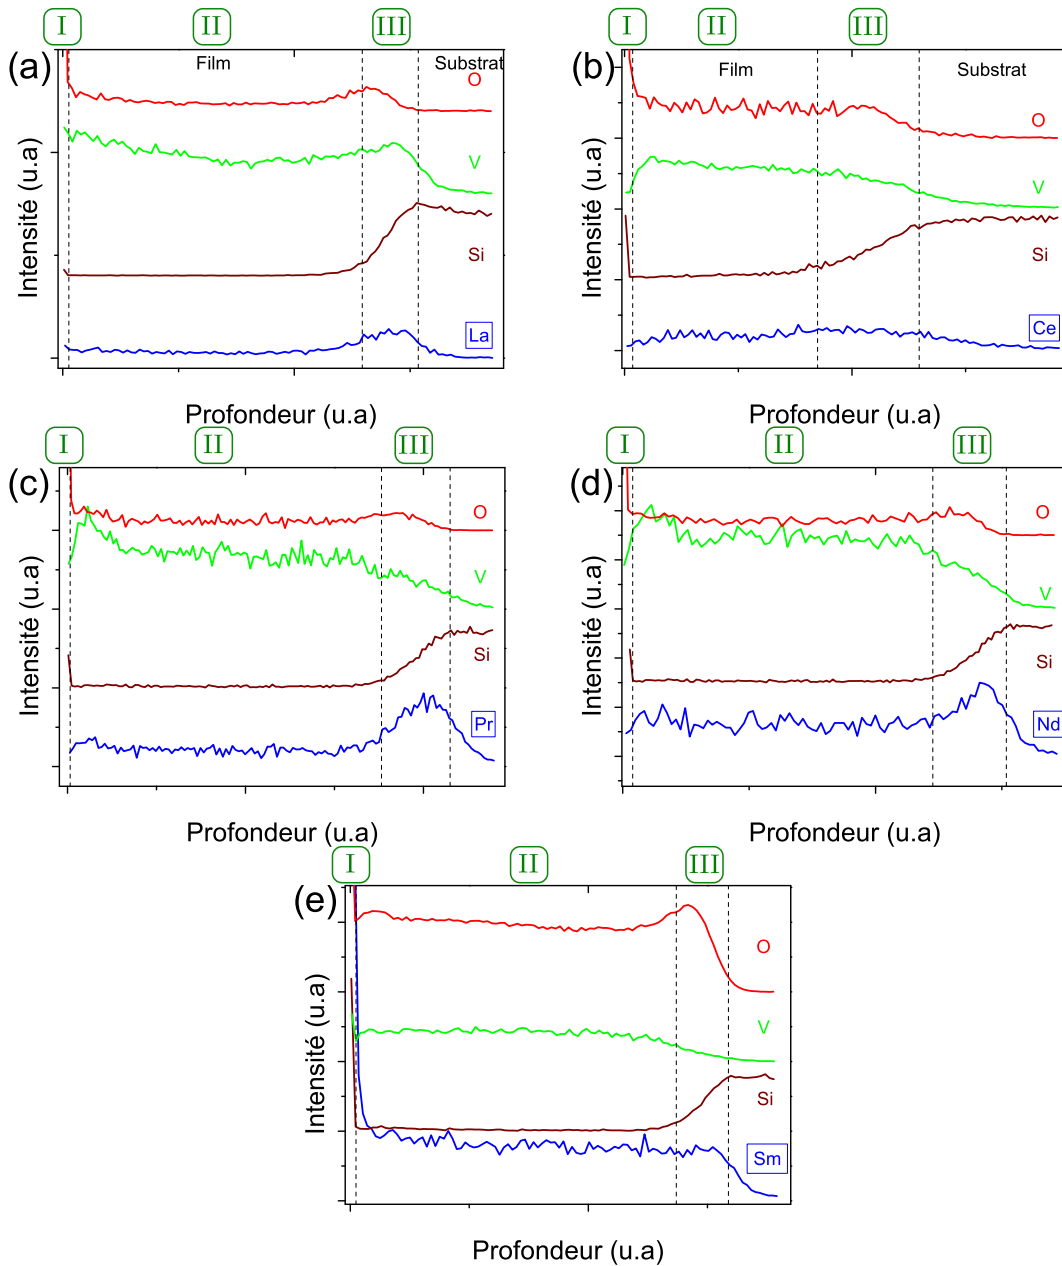 I II III I II III
(a) Film Substrat (b) Film Substrat
O O
V V
Si Si
La Ce
Intensité (u.a) Intensité (u.a)
Profondeur (u.a) Profondeur (u.a)
I II III I II III
(c) (d)
O O
V V
Si Si
Pr Nd
Intensité (u.a) Intensité (u.a)
Profondeur (u.a) Profondeur (u.a)
I II III
(e)
O
V
Si
Sm
Intensité (u.a)
Profondeur (u.a)